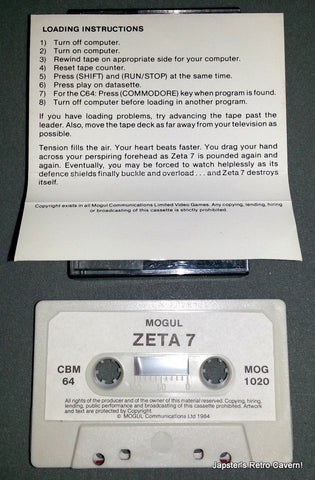 LOADING INSTRUCTIONS
1) Turn off computer.
2) Turn on computer.
3) Rewind tape on appropriate side for your computer.
4) Reset tape counter.
5) Press (SHIFT) and (RUN/STOP) at the same time.
6) Press play on datasette.
7) For the C64: Press (COMMODORE) key when program is found.
8) Turn off computer before loading in another program.
If you have loading problems, try advancing the tape past the
leader. Also, move the tape deck as far away from your television as
possible.
Tension fills the air. Your heart beats faster. You drag your hand
across your perspiring forehead as Zeta 7 is pounded again and
again. Eventually, you may be forced to watch helplessly as its
defence shields finally buckle and overload . . . and Zeta 7 destroys
itself.
Copyright exists in all Mogul Communications Limited Video Games. Any copying, lending, hiring
or broadcasting of this cassette is strictly prohibited.
MOGUL
ZETA 7
CBM
64
MOG
1020
All rights of the producer and of the owner of this material reserved. Copying, hiring,
lending, public performance and broadcasting of this cassette prohibited. Artwork
and text are protected by Copyright
© MOGUL Communications Ltd 1984
Japster's Retro Cavern!